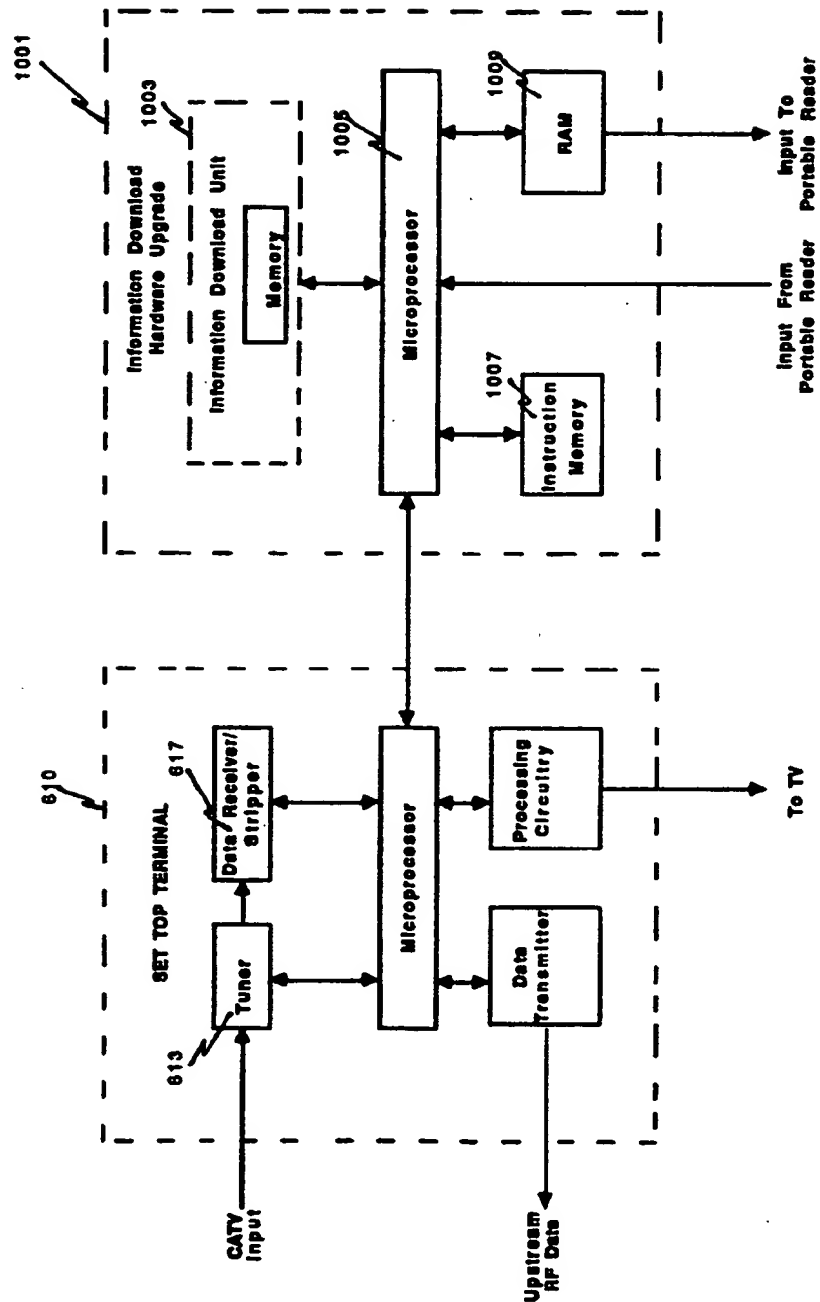 610
SET TOP TERMINAL
613
Tuner
617
Data Receiver/
Stripper
Microprocessor
Data
Transmitter
Processing
Circuitry
CATV
Input
Upstream
RF Data
To TV
1001
Information Download
Hardware Upgrade
1003
Information Download Unit
Memory
1005
Microprocessor
1007
Instruction
Memory
1009
RAM
Input From
Portable Reader
Input To
Portable Reader